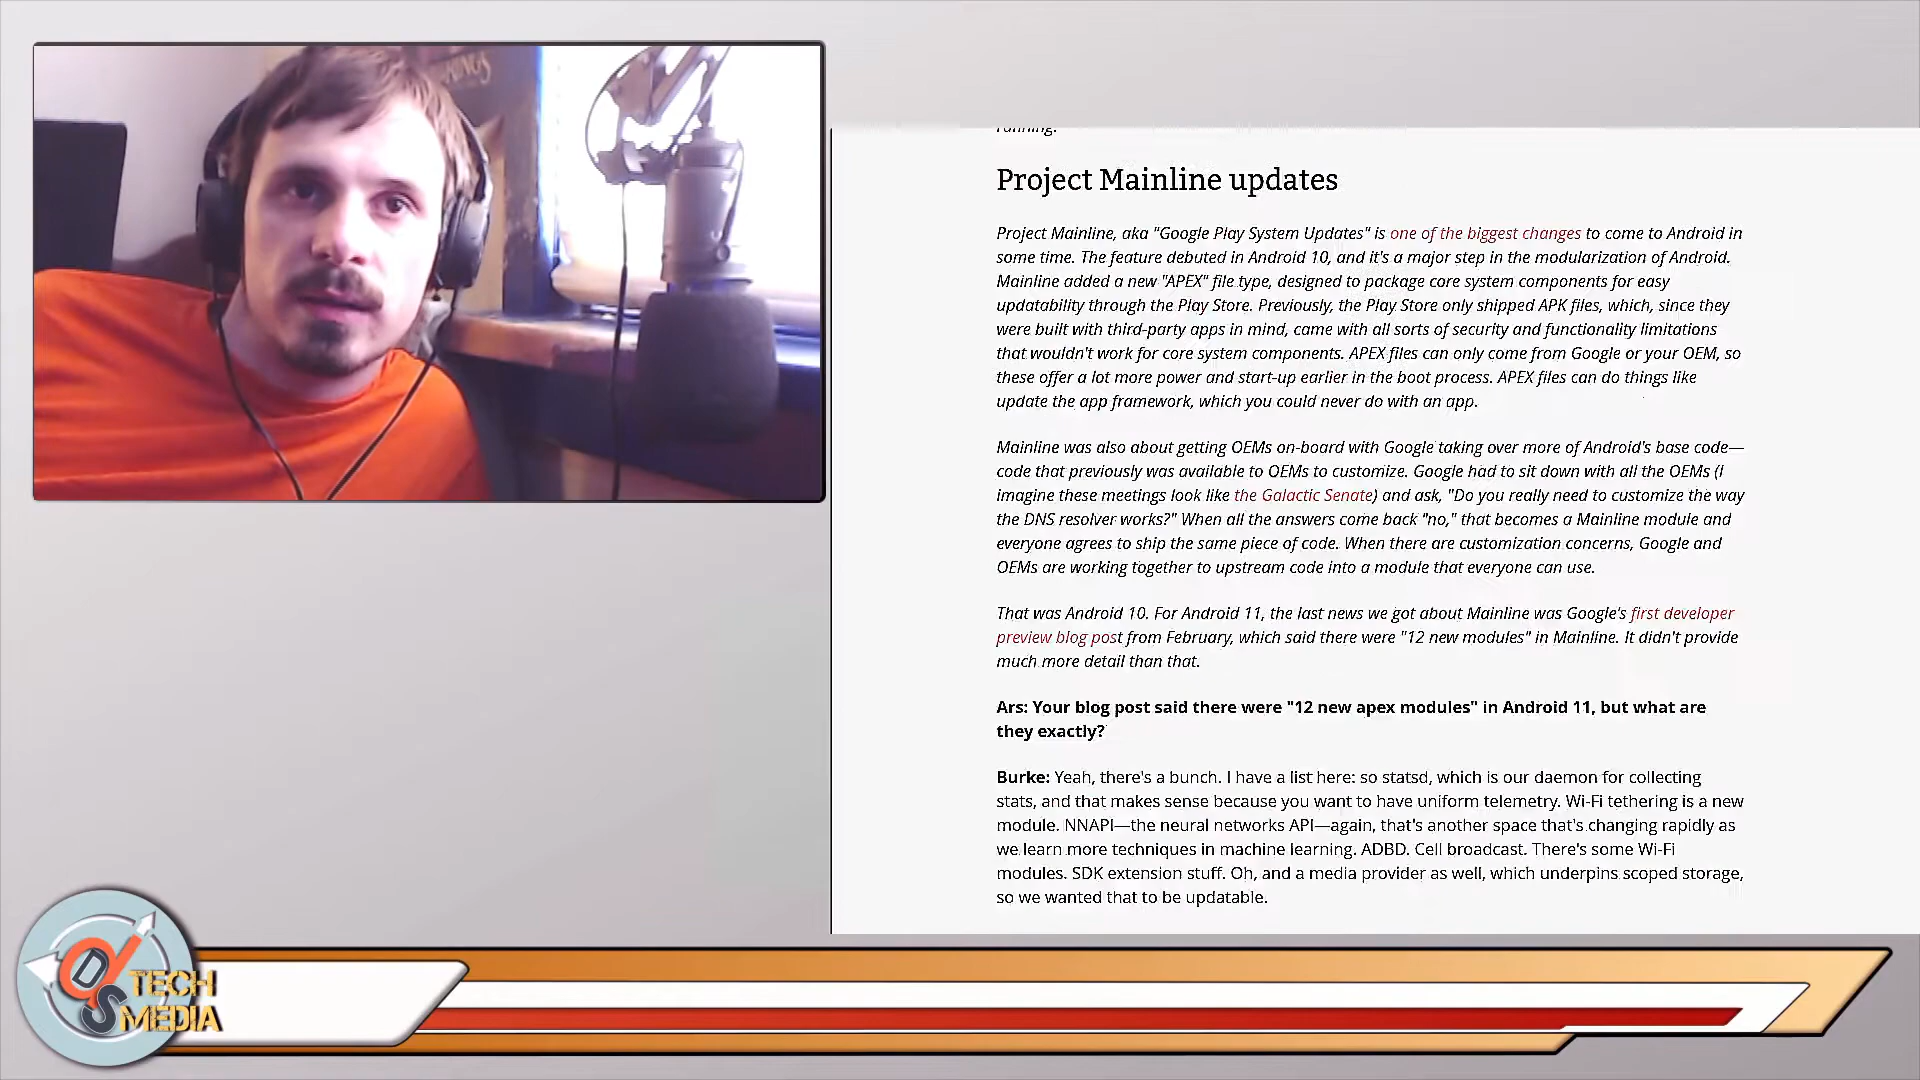 running.
Project Mainline updates
Project Mainline, aka "Google Play System Updates" is one of the biggest changes to come to Android in
some time. The feature debuted in Android 10, and it's a major step in the modularization of Android.
Mainline added a new "APEX" file type, designed to package core system components for easy
updatability through the Play Store. Previously, the Play Store only shipped APK files, which, since they
were built with third-party apps in mind, came with all sorts of security and functionality limitations
that wouldn't work for core system components. APEX files can only come from Google or your OEM, so
these offer a lot more power and start-up earlier in the boot process. APEX files can do things like
update the app framework, which you could never do with an app.
Mainline was also about getting OEMs on-board with Google taking over more of Android's base code—
code that previously was available to OEMs to customize. Google had to sit down with all the OEMs (I
imagine these meetings look like the Galactic Senate) and ask, "Do you really need to customize the way
the DNS resolver works?" When all the answers come back "no," that becomes a Mainline module and
everyone agrees to ship the same piece of code. When there are customization concerns, Google and
OEMs are working together to upstream code into a module that everyone can use.
That was Android 10. For Android 11, the last news we got about Mainline was Google's first developer
preview blog post from February, which said there were "12 new modules" in Mainline. It didn't provide
much more detail than that.
Ars: Your blog post said there were "12 new apex modules" in Android 11, but what are
they exactly?
Burke: Yeah, there's a bunch. I have a list here: so statsd, which is our daemon for collecting
stats, and that makes sense because you want to have uniform telemetry. Wi-Fi tethering is a new
module. NNAPI—the neural networks API—again, that's another space that's changing rapidly as
we learn more techniques in machine learning. ADBD. Cell broadcast. There's some Wi-Fi
modules. SDK extension stuff. Oh, and a media provider as well, which underpins scoped storage,
so we wanted that to be updatable.
D
S
TECH
MEDIA